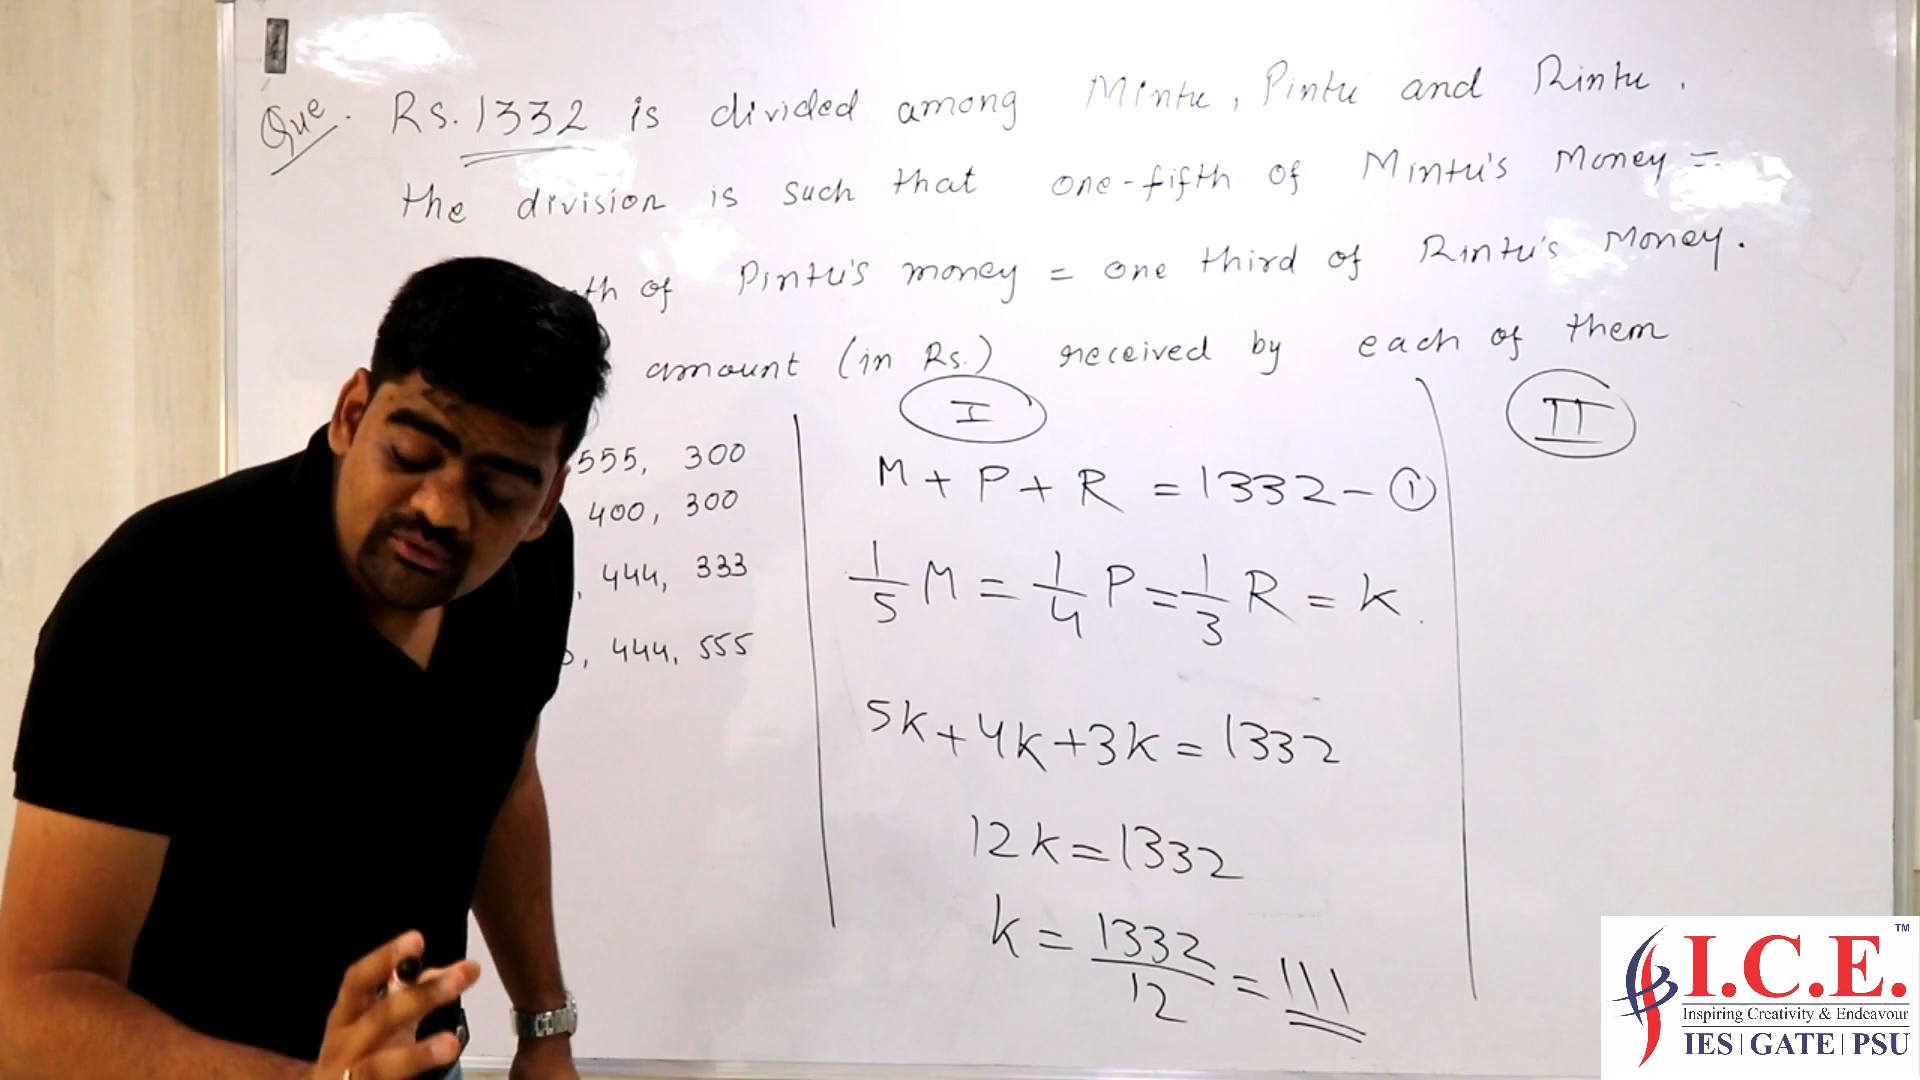 Que. Rs. 1332 is divided among Mintu, Pintu and Rintu.
the division is such that one-fifth of Mintu's Money =
th of Pintu's money = one third of Rintu's Money.
amount (in Rs.) received by each of them
555, 300
400, 300
, 444, 333
, 444, 555
I
M + P + R = 1332 - ①
1/5 M = 1/4 P = 1/3 R = k.
5k + 4k + 3k = 1332
12k = 1332
k = 1332/12 = 111
II
I.C.E. ™
Inspiring Creativity & Endeavour
IES | GATE | PSU